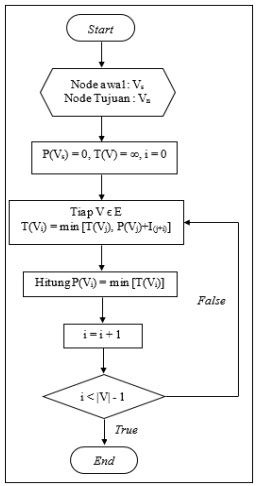 Start
Node awal : Vₛ
Node Tujuan : Vₙ
P(Vₛ) = 0, T(V) = ∞, i = 0
Tiap V ϵ E
T(Vᵢ) = min [T(Vⱼ), P(Vⱼ)+I₍ⱼ₊ᵢ₎]
Hitung P(Vᵢ) = min [T(Vᵢ)]
False
i = i + 1
i < |V| - 1
True
End